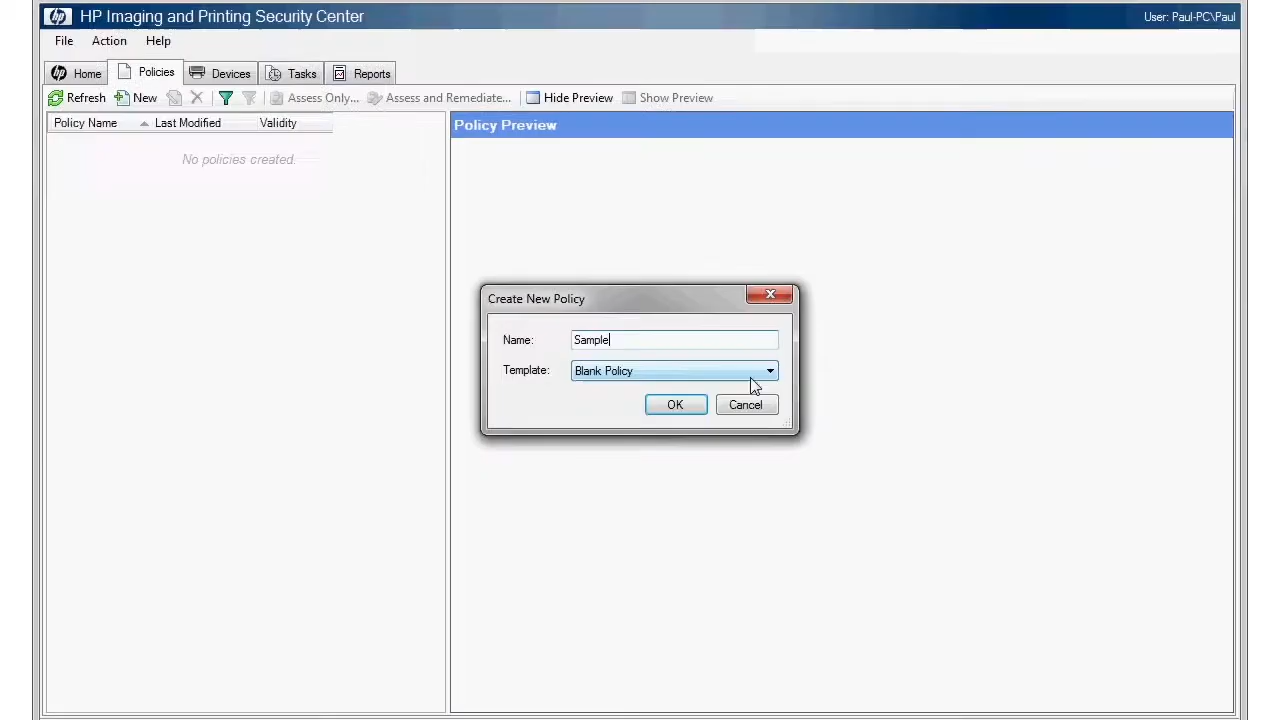 hp HP Imaging and Printing Security Center User: Paul-PC\Paul
File Action Help
hp Home Policies Devices Tasks Reports
Refresh New Assess Only... Assess and Remediate... Hide Preview Show Preview
Policy Name Last Modified Validity
Policy Preview
No policies created.
Create New Policy
Name: Sample
Template: Blank Policy
OK Cancel